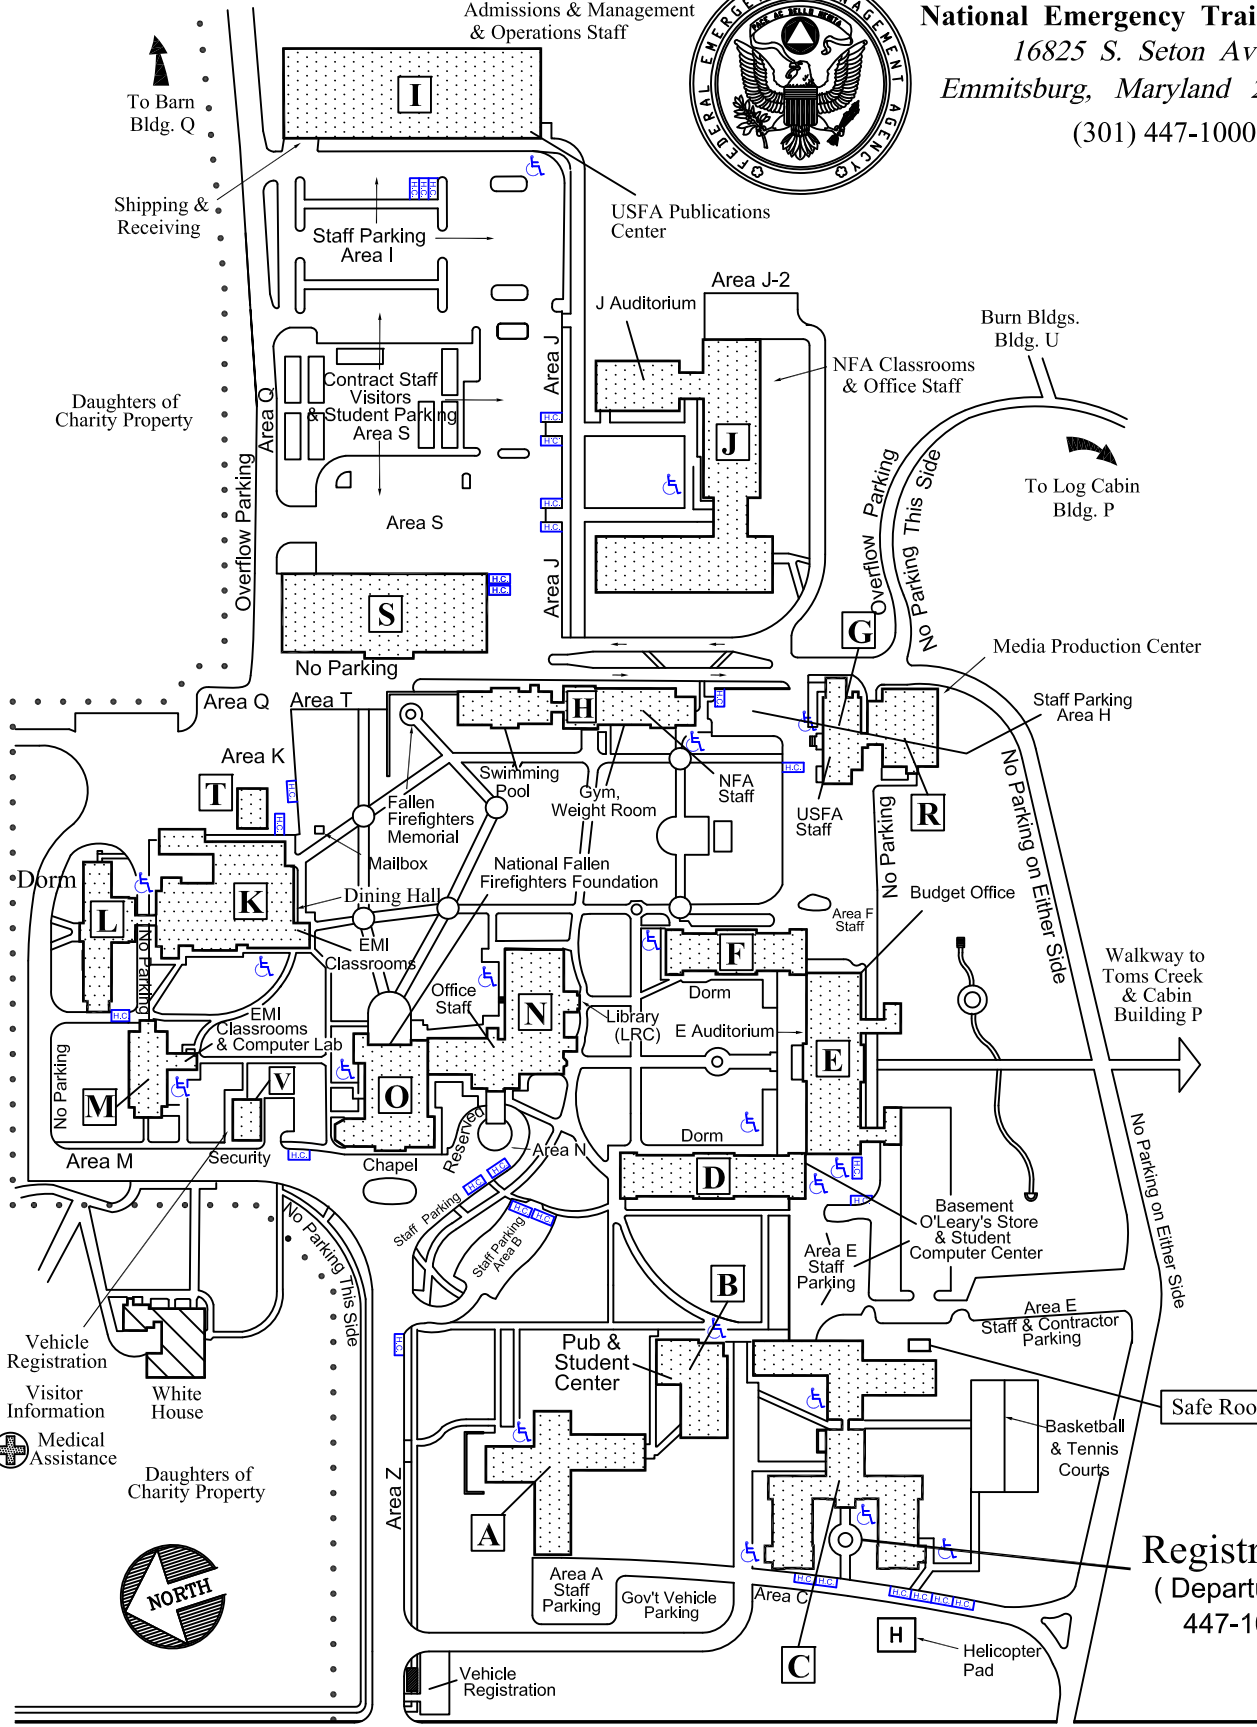 Admissions & Management
& Operations Staff
FEDERAL EMERGENCY MANAGEMENT AGENCY
PACE AC BELLO MERITA
National Emergency
16825 S. Seton
Emmitsburg, Maryland
(301) 447-1000
To Barn
Bldg. Q
I
Shipping &
Receiving
H.C.
H.C.
H.C.
Staff Parking
Area I
USFA Publications
Center
Area J-2
J Auditorium
Burn Bldgs.
Bldg. U
Area J
NFA Classrooms
& Office Staff
Contract Staff
Visitors
& Student Parking
Area S
Daughters of
Charity Property
Area Q
H.C.
H.C.
J
Overflow Parking
Overflow Parking
No Parking This Side
To Log Cabin
Bldg. P
Area S
H.C.
H.C.
Area J
H.C.
H.C.
S
No Parking
G
Media Production Center
Area Q
Area T
H
H.C.
Staff Parking
Area H
Area K
H.C.
T
H.C.
Swimming
Pool
Gym,
Weight Room
NFA
Staff
H.C.
USFA
Staff
R
No Parking
No Parking on Either Side
Fallen
Firefighters
Memorial
Mailbox
National Fallen
Firefighters Foundation
Dorm
Dining Hall
L
K
Budget Office
Area F
Staff
No Parking
EMI
Classrooms
F
Walkway to
Toms Creek
& Cabin
Building P
Office
Staff
Dorm
H.C.
EMI
Classrooms
& Computer Lab
N
Library
(LRC)
E Auditorium
E
No Parking
M
V
O
Reserved
Dorm
Area N
No Parking on Either Side
Area M
Security
H.C.
Chapel
D
H.C.
H.C.
H.C.
H.C.
Staff Parking
H.C.
H.C.
Staff Parking
Area B
Basement
O'Leary's Store
& Student
Computer Center
No Parking This Side
Area E
Staff
Parking
B
Area E
Staff & Contractor
Parking
Vehicle
Registration
H.C.
Pub &
Student
Center
Visitor
Information
White
House
Safe
Medical
Assistance
Basketball
& Tennis
Courts
Daughters of
Charity Property
Area Z
A
NORTH
Area A
Staff
Parking
Gov't Vehicle
Parking
H.C.
H.C.
Area C
H.C.
H.C.
H.C.
H.C.
447-
C
H
Helicopter
Pad
Vehicle
Registration